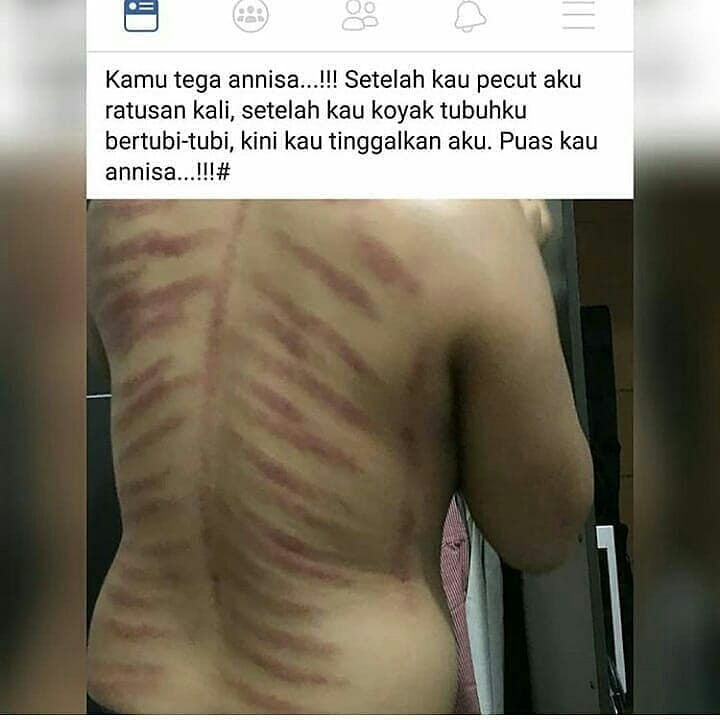 Kamu tega annisa...!!! Setelah kau pecut aku
ratusan kali, setelah kau koyak tubuhku
bertubi-tubi, kini kau tinggalkan aku. Puas kau
annisa...!!!#